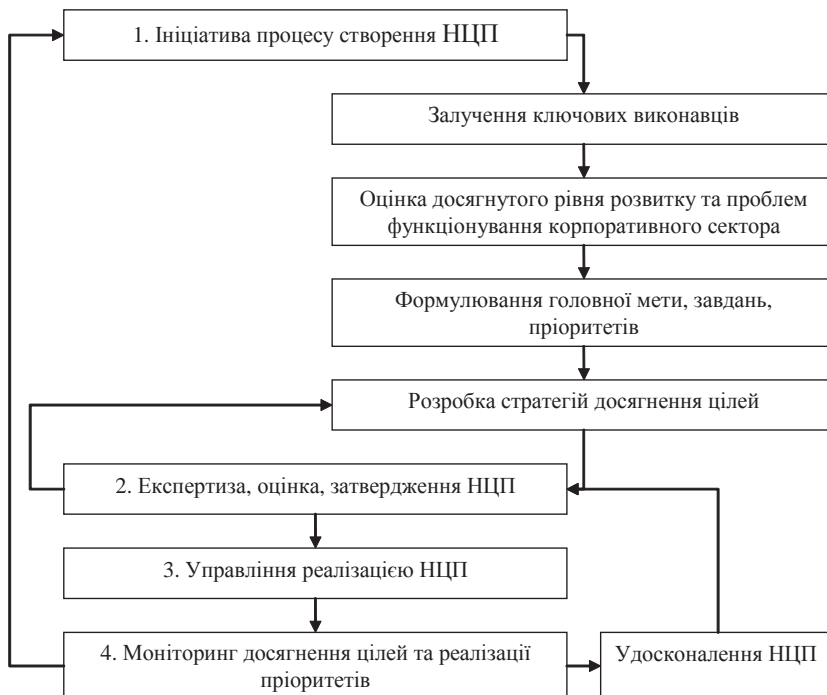 1. Ініціатива процесу створення НЦП
Залучення ключових виконавців
Оцінка досягнутого рівня розвитку та проблем
функціонування корпоративного сектора
Формулювання головної мети, завдань,
пріоритетів
Розробка стратегій досягнення цілей
2. Експертиза, оцінка, затвердження НЦП
3. Управління реалізацією НЦП
4. Моніторинг досягнення цілей та реалізації
пріоритетів
Удосконалення НЦП